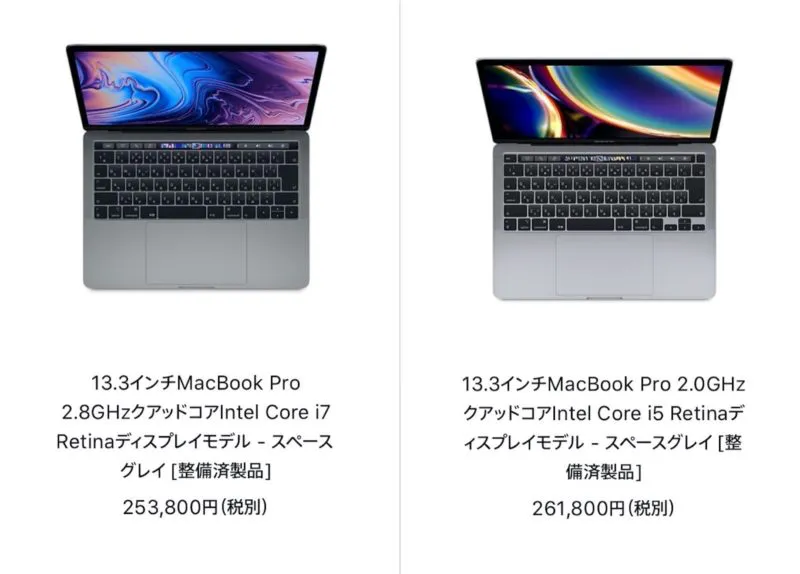 13.3インチMacBook Pro
2.8GHzクアッドコアIntel Core i7
Retinaディスプレイモデル - スペース
グレイ [整備済製品]
253,800円(税別)
13.3インチMacBook Pro 2.0GHz
クアッドコアIntel Core i5 Retinaデ
ィスプレイモデル - スペースグレイ [整
備済製品]
261,800円(税別)